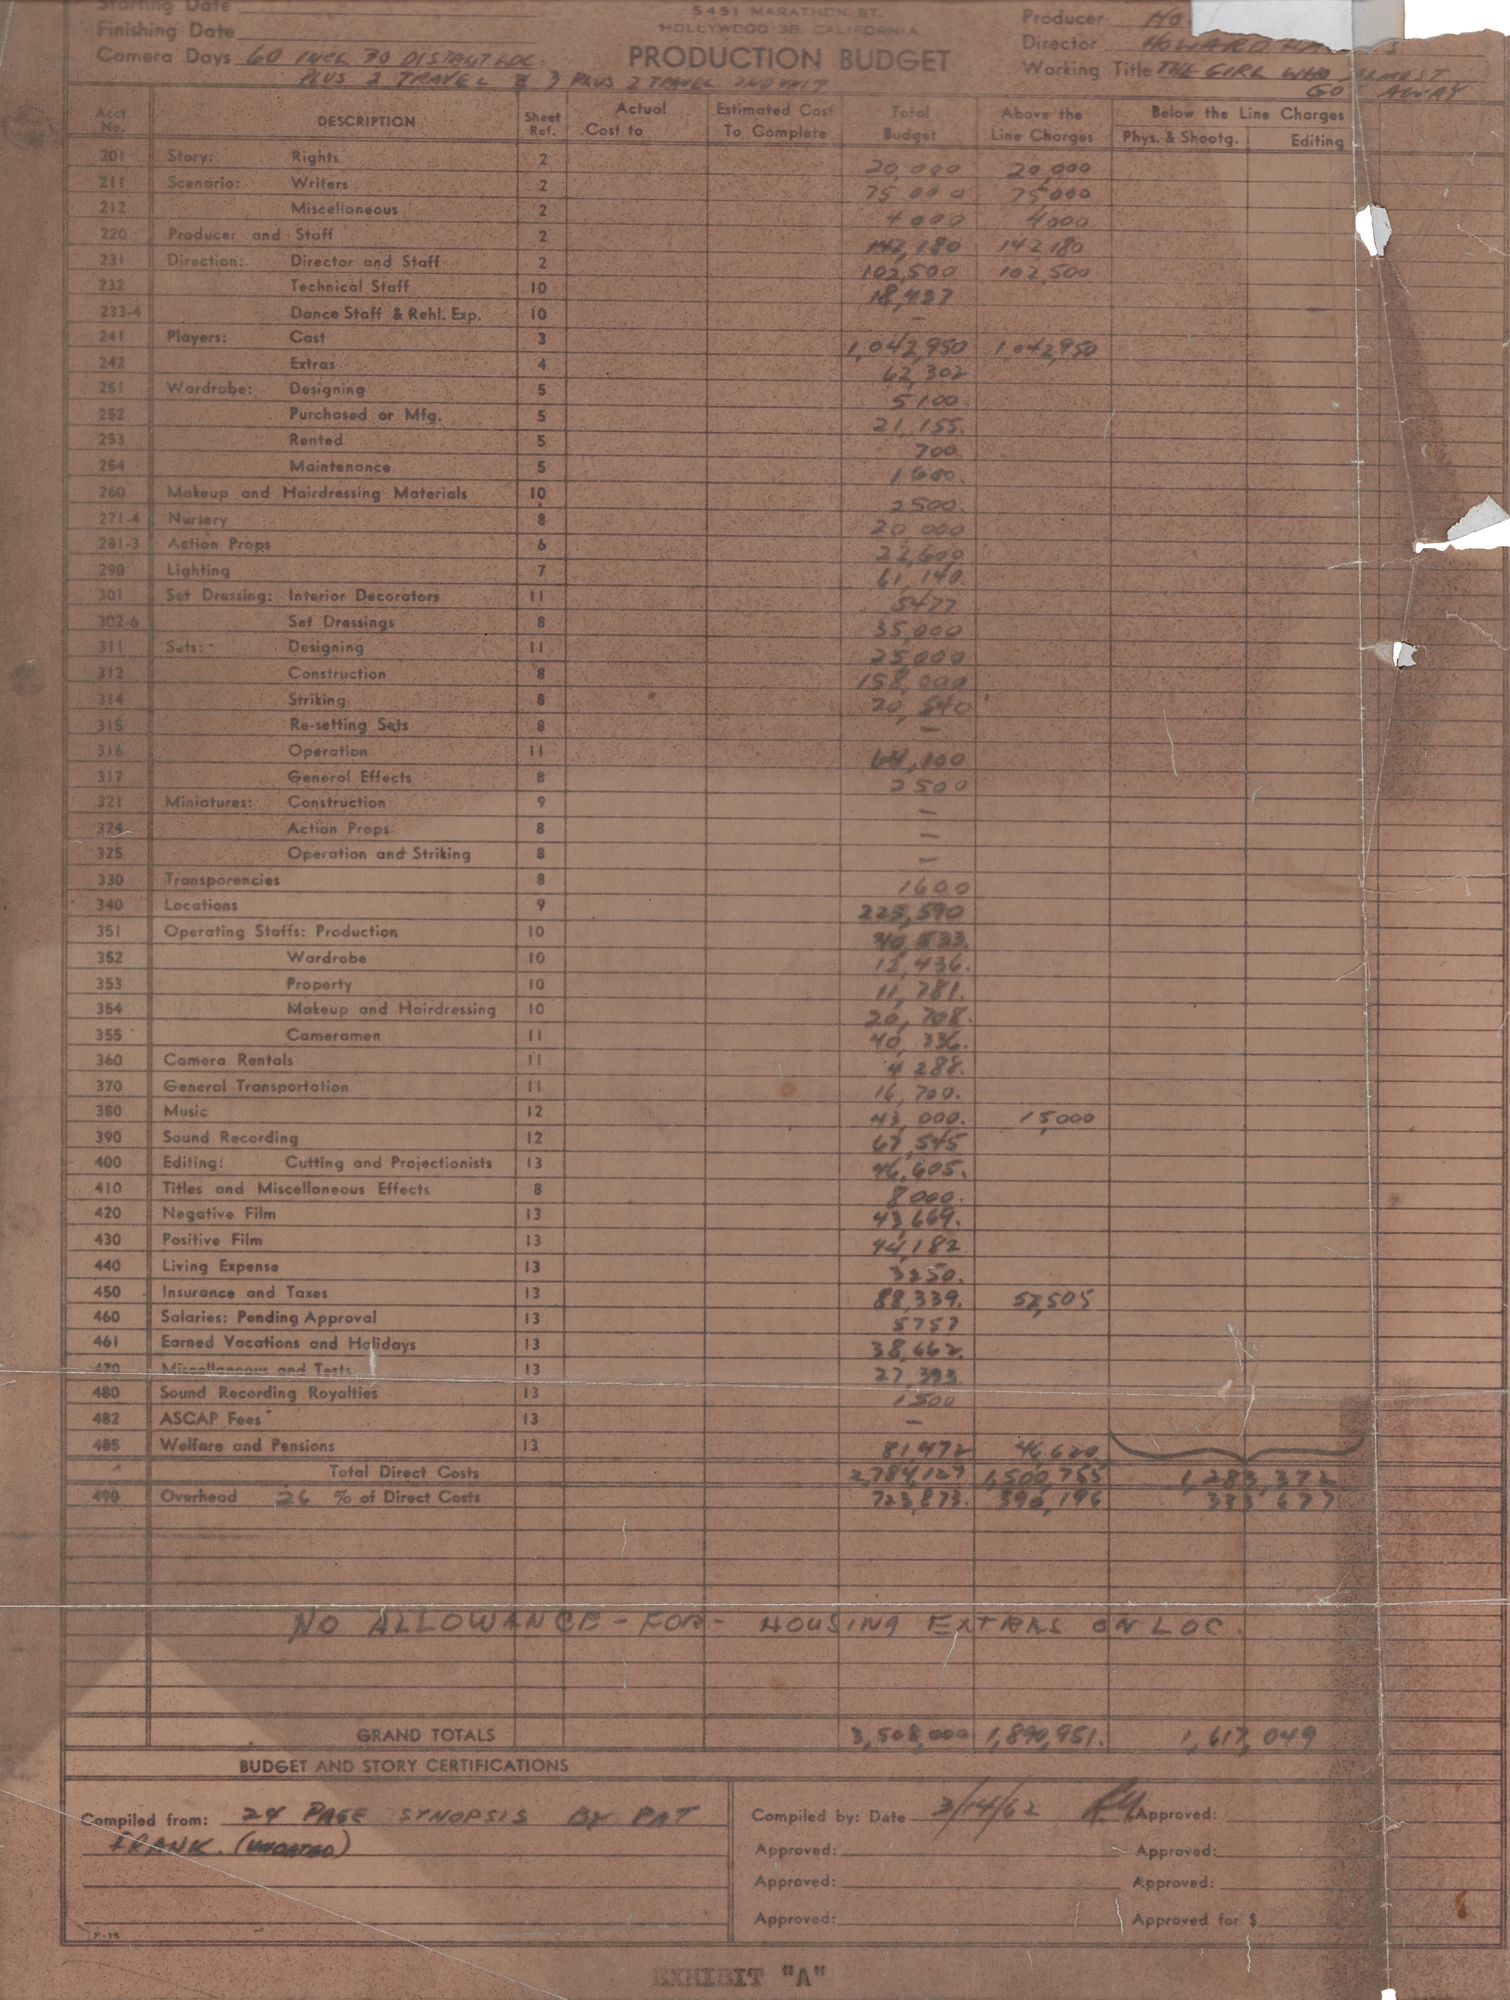 Starting Date
5451 MARATHON ST.
Producer HO
Finishing Date
HOLLYWOOD 38, CALIFORNIA
Director HOWARD
Camera Days 60 INCL 30 DISTANT LOC.
PRODUCTION BUDGET
Working Title THE GIRL WHO ALMOST
PLUS 2 TRAVEL & 3 PLUS 2 TRAVEL 2ND UNIT
GOT AWAY
Acct. No. DESCRIPTION Sheet Ref. Actual Cost to Estimated Cost To Complete Total Budget Above the Line Charges Below the Line Charges
Phys. & Shootg. Editing
201 Story: Rights 2 20,000 20,000
211 Scenario: Writers 2 75 000 75,000
212 Miscellaneous 2 4000 4000
220 Producer and Staff 2 142,180 142,180
231 Direction: Director and Staff 2 102,500 102,500
232 Technical Staff 10 18,437
233-4 Dance Staff & Rehl. Exp. 10 —
241 Players: Cast 3 1,042,950 1,042,950
242 Extras 4 62,302
251 Wardrobe: Designing 5 5100.
252 Purchased or Mfg. 5 21,155.
253 Rented 5 700.
254 Maintenance 5
260 Makeup and Hairdressing Materials 10 2500.
271-4 Nursery 8 20 000
281-3 Action Props 6 22,600
290 Lighting 7 61,140.
301 Set Dressing: Interior Decorators 11 5477
302-6 Set Dressings 8 35,000
311 Sets: Designing 11 25000
312 Construction 8 158,000
314 Striking 8 20,540
315 Re-setting Sets 8 —
316 Operation 11 64,100
317 General Effects 8 2500
321 Miniatures: Construction 9 —
324 Action Props 8 —
325 Operation and Striking 8 —
330 Transparencies 8 1600
340 Locations 9 225,590
351 Operating Staffs: Production 10 40,533.
352 Wardrobe 10 12,436.
353 Property 10 11,781.
354 Makeup and Hairdressing 10 20,708.
355 Cameramen 11 40,336.
360 Camera Rentals 11 4288.
370 General Transportation 11 16,700.
380 Music 12 43,000. 15,000
390 Sound Recording 12 67,545
400 Editing: Cutting and Projectionists 13 46,605.
410 Titles and Miscellaneous Effects 8 8000.
420 Negative Film 13 43,669.
430 Positive Film 13 44,182
440 Living Expense 13 3250.
450 Insurance and Taxes 13 88,339. 52,505
460 Salaries: Pending Approval 13 5757
461 Earned Vacations and Holidays 13 38,662.
470 Miscellaneous and Tests 13 27,393
480 Sound Recording Royalties 13 1500
482 ASCAP Fees 13 —
485 Welfare and Pensions 13 81,972 46,620
Total Direct Costs 2,784,127 1,500,755 1,283,372
490 Overhead 26 % of Direct Costs 723,873. 390,196 333,677
NO ALLOWANCE - FOR - HOUSING EXTRAS ON LOC.
GRAND TOTALS 3,508,000 1,890,951. 1,617,049
BUDGET AND STORY CERTIFICATIONS
Compiled from: 24 PAGE SYNOPSIS BY PAT
FRANK. (UNDATED)
Compiled by: Date 3/14/62 Approved:
Approved: Approved:
Approved: Approved:
Approved: Approved for $
F-15
EXHIBIT "A"